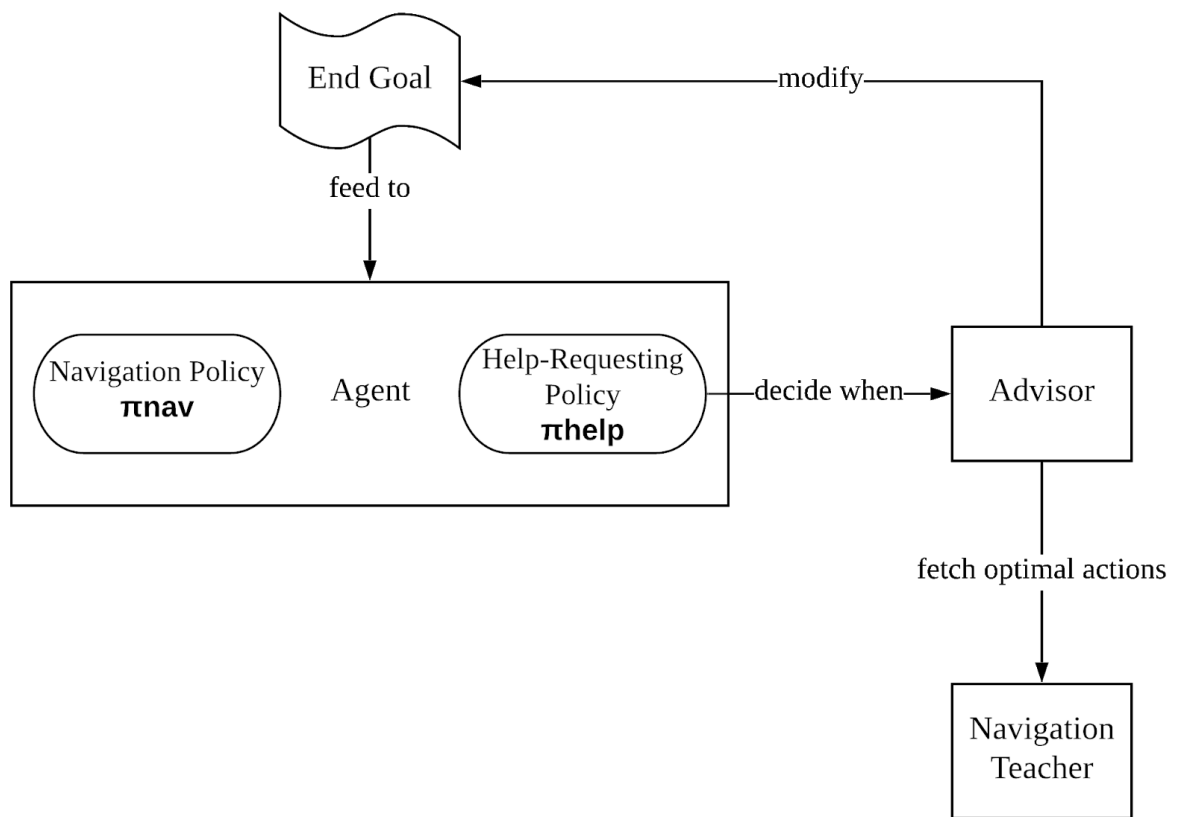 End Goal
modify
feed to
Navigation Policy
πnav
Agent
Help-Requesting
Policy
πhelp
decide when
Advisor
fetch optimal actions
Navigation
Teacher